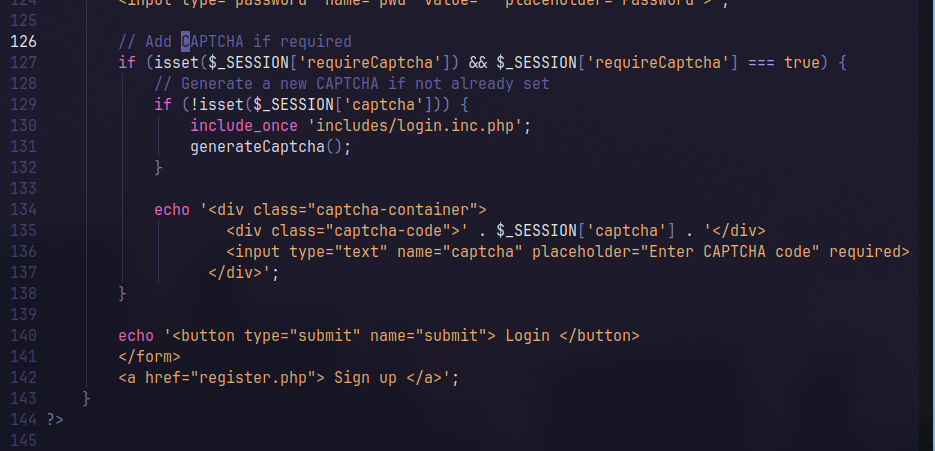 124 <input type="password" name="pwd" value="" placeholder="Password">';
125
126 // Add CAPTCHA if required
127 if (isset($_SESSION['requireCaptcha']) && $_SESSION['requireCaptcha'] === true) {
128 // Generate a new CAPTCHA if not already set
129 if (!isset($_SESSION['captcha'])) {
130 include_once 'includes/login.inc.php';
131 generateCaptcha();
132 }
133
134 echo '<div class="captcha-container">
135 <div class="captcha-code">' . $_SESSION['captcha'] . '</div>
136 <input type="text" name="captcha" placeholder="Enter CAPTCHA code" required>
137 </div>';
138 }
139
140 echo '<button type="submit" name="submit"> Login </button>
141 </form>
142 <a href="register.php"> Sign up </a>';
143 }
144 ?>
145